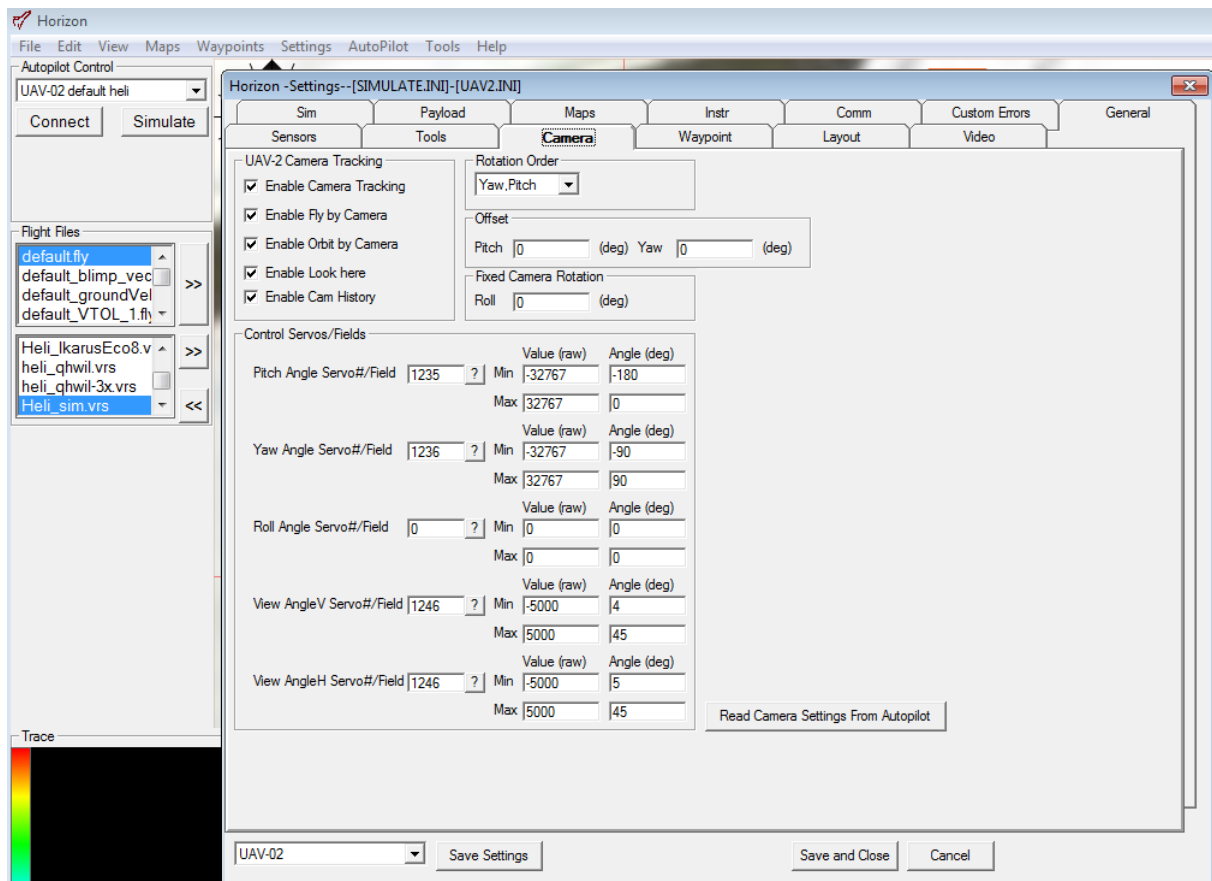 Horizon
File Edit View Maps Waypoints Settings AutoPilot Tools Help
Autopilot Control
UAV-02 default heli
Connect Simulate
Flight Files
default.fly
default_blimp_vec
default_groundVel
default_VTOL_1.fly
>>
Heli_IkarusEco8.v
heli_qhwil.vrs
heli_qhwil-3x.vrs
Heli_sim.vrs
>>
<<
Trace
Horizon -Settings--[SIMULATE.INI]-[UAV2.INI]
Sim Payload Maps Instr Comm Custom Errors General
Sensors Tools Camera Waypoint Layout Video
UAV-2 Camera Tracking
Enable Camera Tracking
Enable Fly by Camera
Enable Orbit by Camera
Enable Look here
Enable Cam History
Rotation Order
Yaw,Pitch
Offset
Pitch 0 (deg) Yaw 0 (deg)
Fixed Camera Rotation
Roll 0 (deg)
Control Servos/Fields
Value (raw) Angle (deg)
Pitch Angle Servo#/Field 1235 ? Min -32767 -180
Max 32767 0
Value (raw) Angle (deg)
Yaw Angle Servo#/Field 1236 ? Min -32767 -90
Max 32767 90
Value (raw) Angle (deg)
Roll Angle Servo#/Field 0 ? Min 0 0
Max 0 0
Value (raw) Angle (deg)
View AngleV Servo#/Field 1246 ? Min -5000 4
Max 5000 45
Value (raw) Angle (deg)
View AngleH Servo#/Field 1246 ? Min -5000 5
Max 5000 45
Read Camera Settings From Autopilot
UAV-02 Save Settings Save and Close Cancel